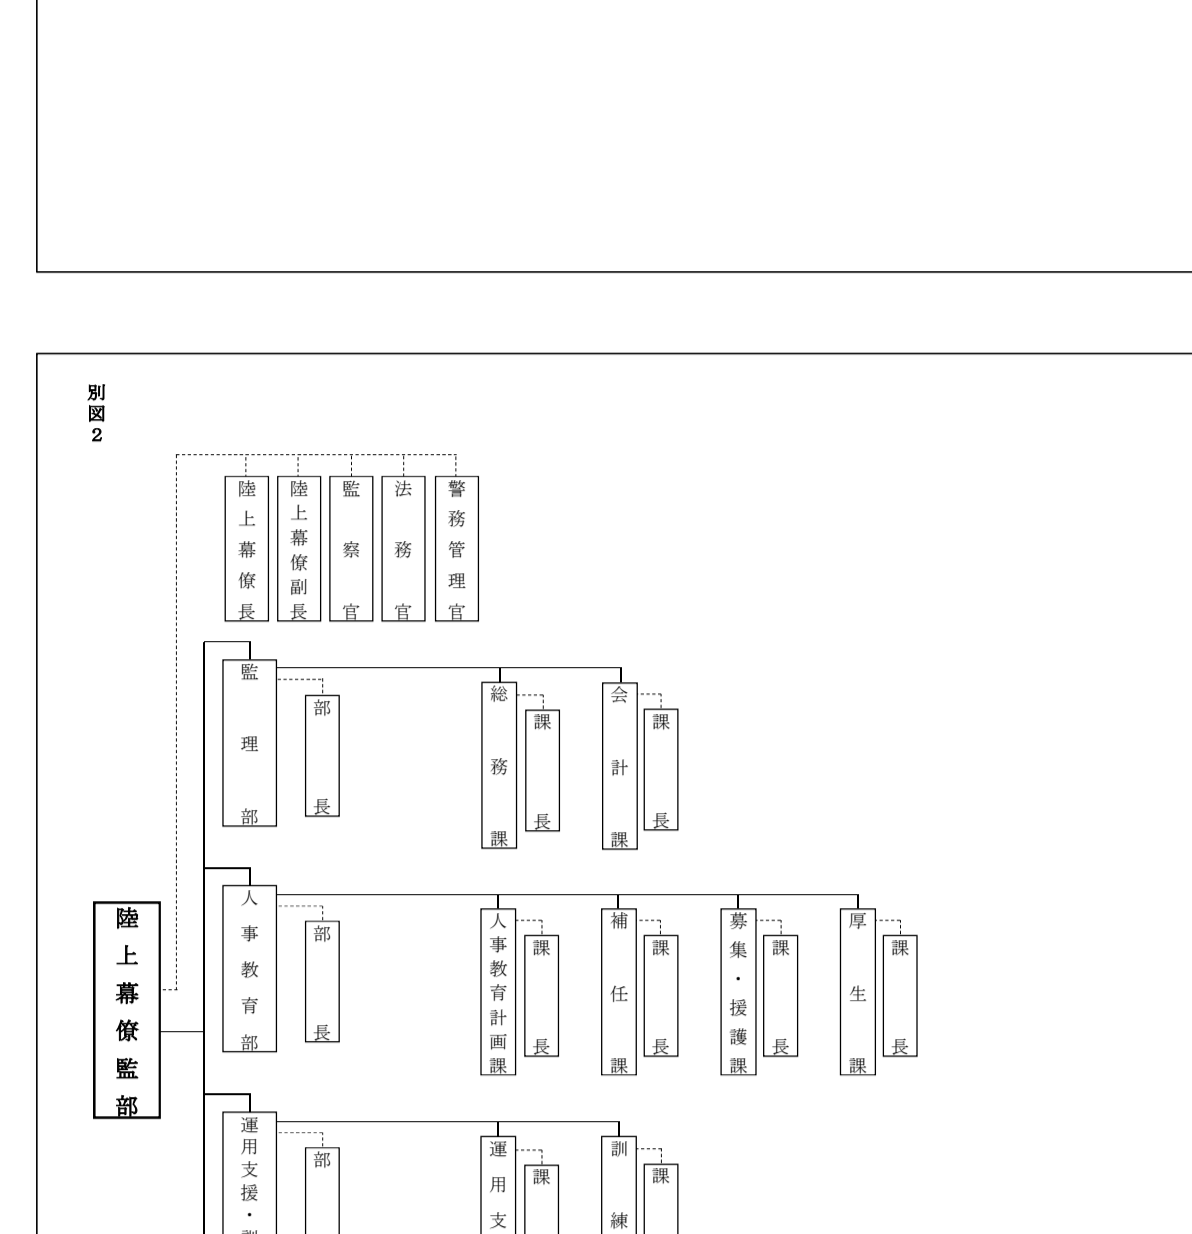 別図2
陸上幕僚長
陸上幕僚副長
監察官
法務官
警務管理官
陸上幕僚監部
監理部
部長
総務課
課長
会計課
課長
人事教育部
部長
人事教育計画課
課長
補任課
課長
募集・援護課
課長
厚生課
課長
運用支援・
部
運用支
課
訓練
課